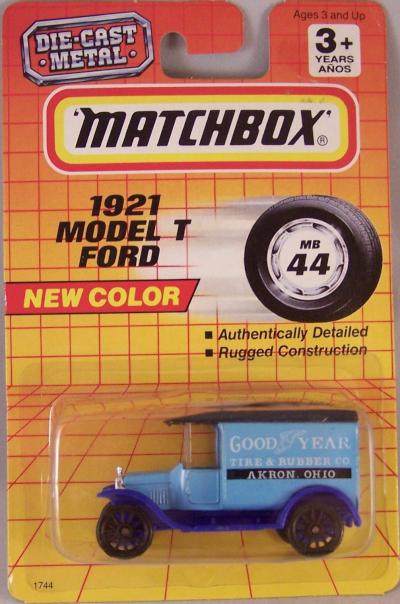 Ages 3 and Up
DIE-CAST
METAL
3+
YEARS
AÑOS
"MATCHBOX"®
1921
MODEL T
FORD
MB
44
NEW COLOR
■ Authentically Detailed
■ Rugged Construction
GOOD YEAR
TIRE & RUBBER CO.
AKRON, OHIO
1744